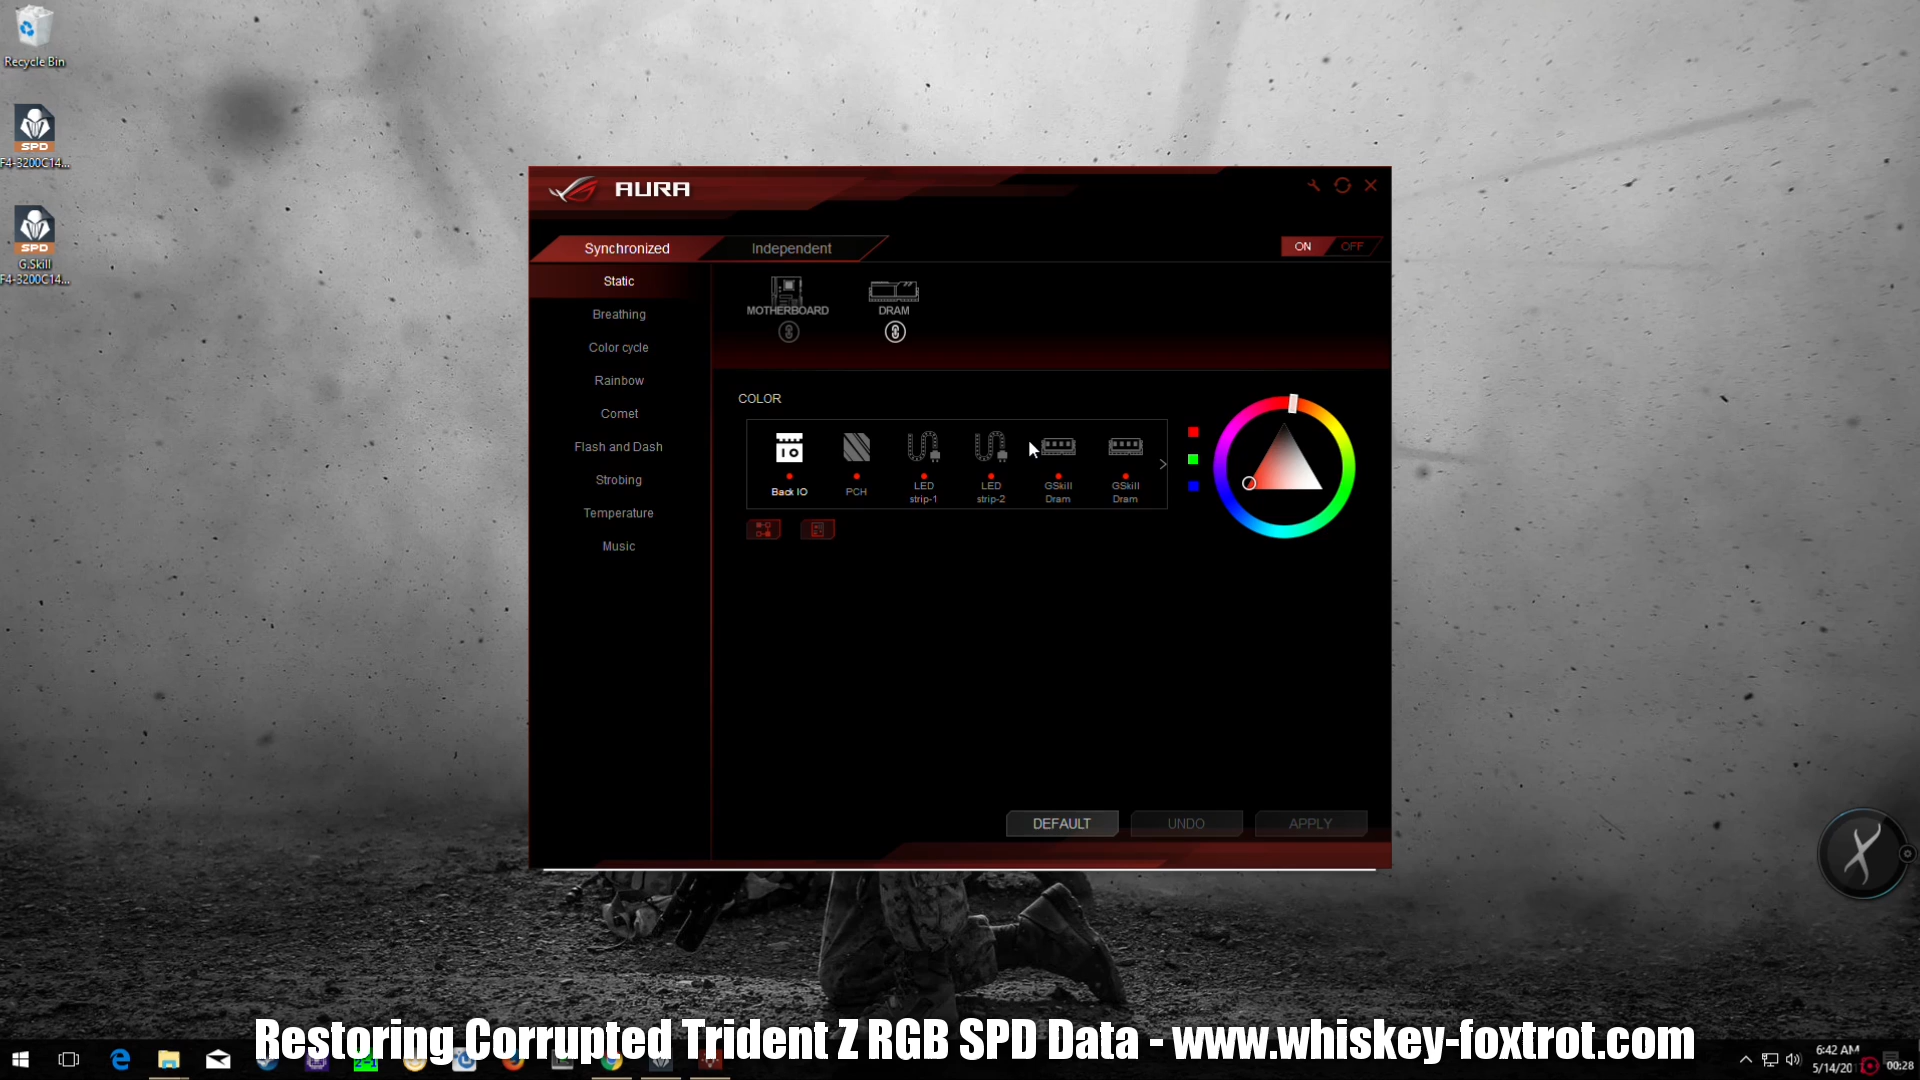 Recycle Bin
SPD
F4-3200C14...
SPD
G.Skill
F4-3200C14...
AURA
Synchronized
Independent
ON
OFF
Static
Breathing
Color cycle
Rainbow
Comet
Flash and Dash
Strobing
Temperature
Music
MOTHERBOARD
DRAM
COLOR
IO
Back IO
PCH
LED
strip-1
LED
strip-2
GSkill
Dram
GSkill
Dram
DEFAULT
UNDO
APPLY
Restoring Corrupted Trident Z RGB SPD Data - www.whiskey-foxtrot.com
6:42 AM
00:28